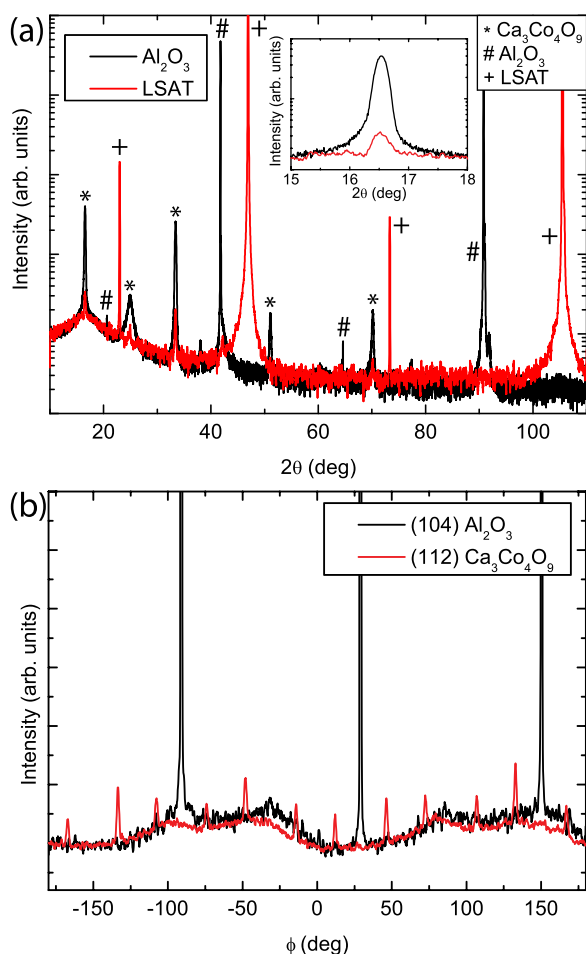 (a)
Al₂O₃
LSAT
* Ca₃Co₄O₉
# Al₂O₃
+ LSAT
# +
+
* * * * *
# # #
+ +
Intensity (arb. units)
15 16 17 18
2θ (deg)
Intensity (arb. units)
20 40 60 80 100
2θ (deg)
(b)
(104) Al₂O₃
(112) Ca₃Co₄O₉
Intensity (arb. units)
-150 -100 -50 0 50 100 150
ϕ (deg)